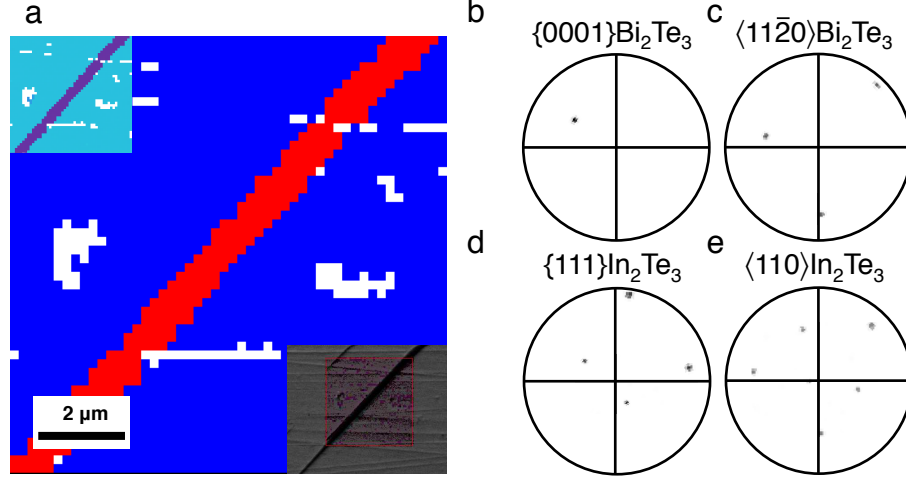 a
2 µm
b
{0001}Bi₂Te₃
c
⟨112̅0⟩Bi₂Te₃
d
{111}In₂Te₃
e
⟨110⟩In₂Te₃